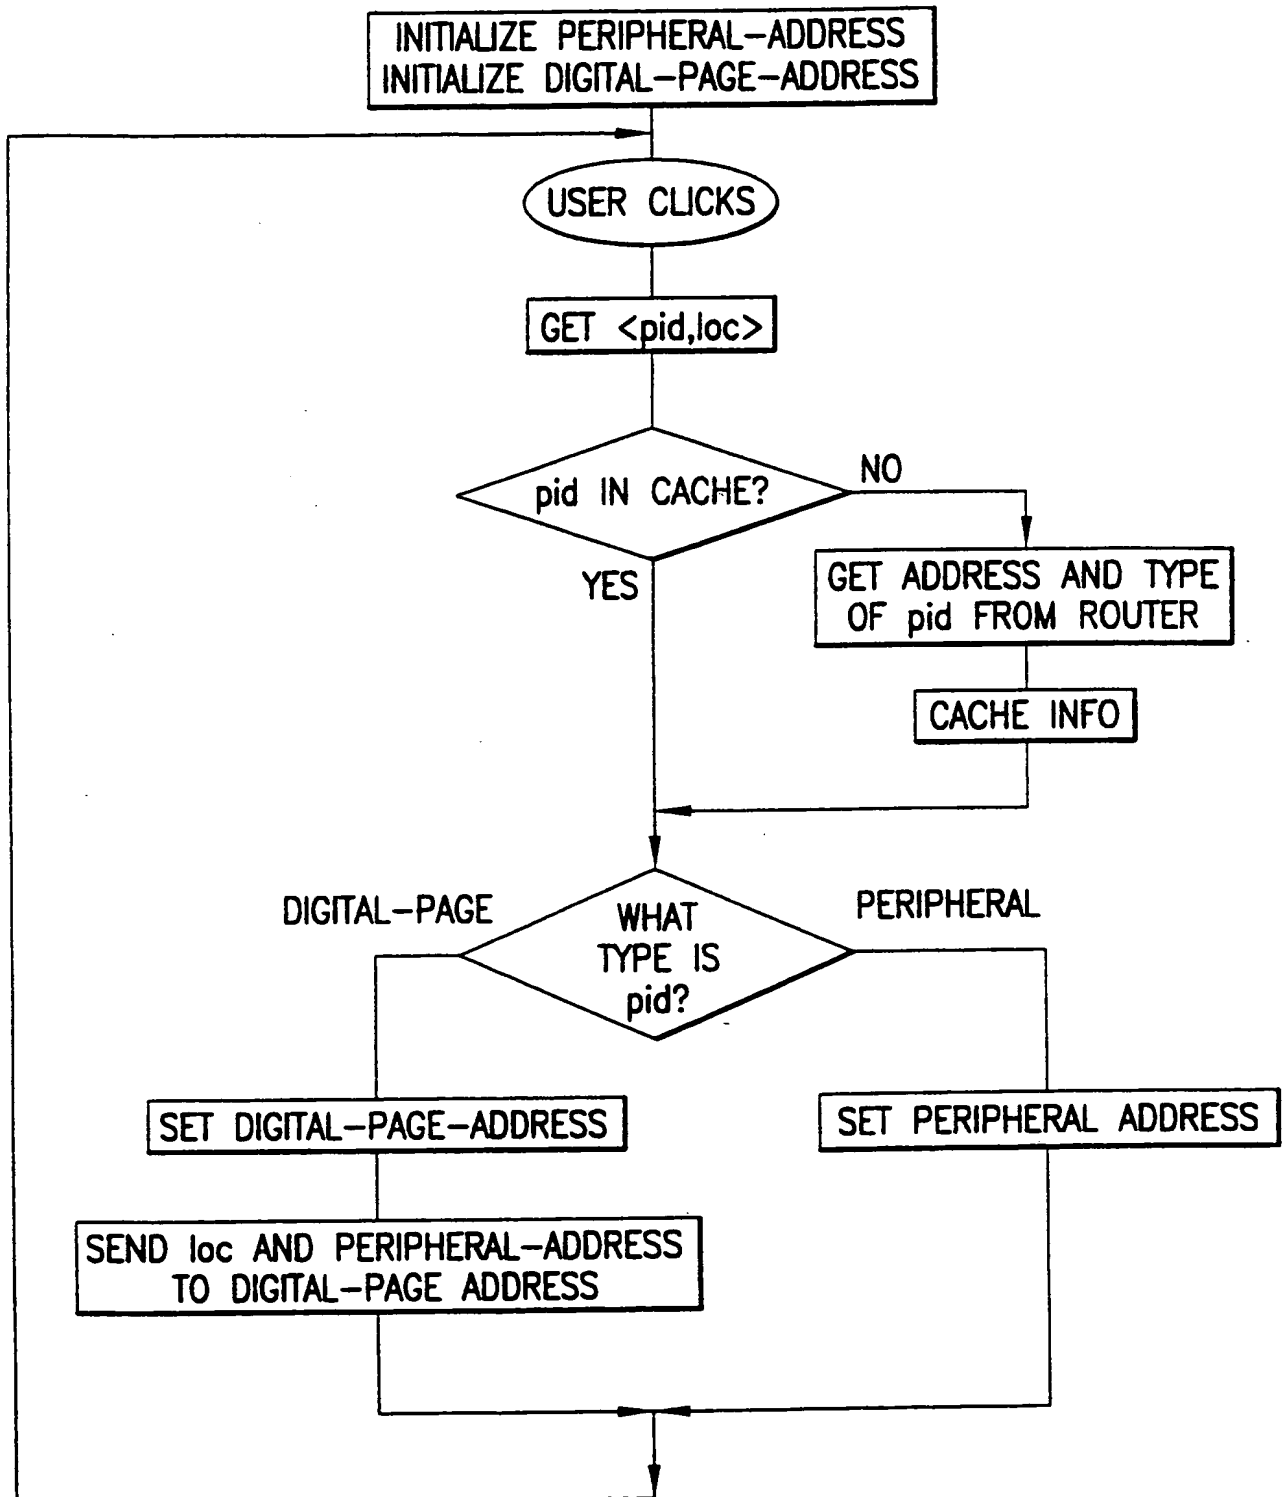 INITIALIZE PERIPHERAL-ADDRESS
INITIALIZE DIGITAL-PAGE-ADDRESS
USER CLICKS
GET <pid,loc>
pid IN CACHE?
NO
YES
GET ADDRESS AND TYPE
OF pid FROM ROUTER
CACHE INFO
DIGITAL-PAGE
WHAT
TYPE IS
pid?
PERIPHERAL
SET DIGITAL-PAGE-ADDRESS
SET PERIPHERAL ADDRESS
SEND loc AND PERIPHERAL-ADDRESS
TO DIGITAL-PAGE ADDRESS